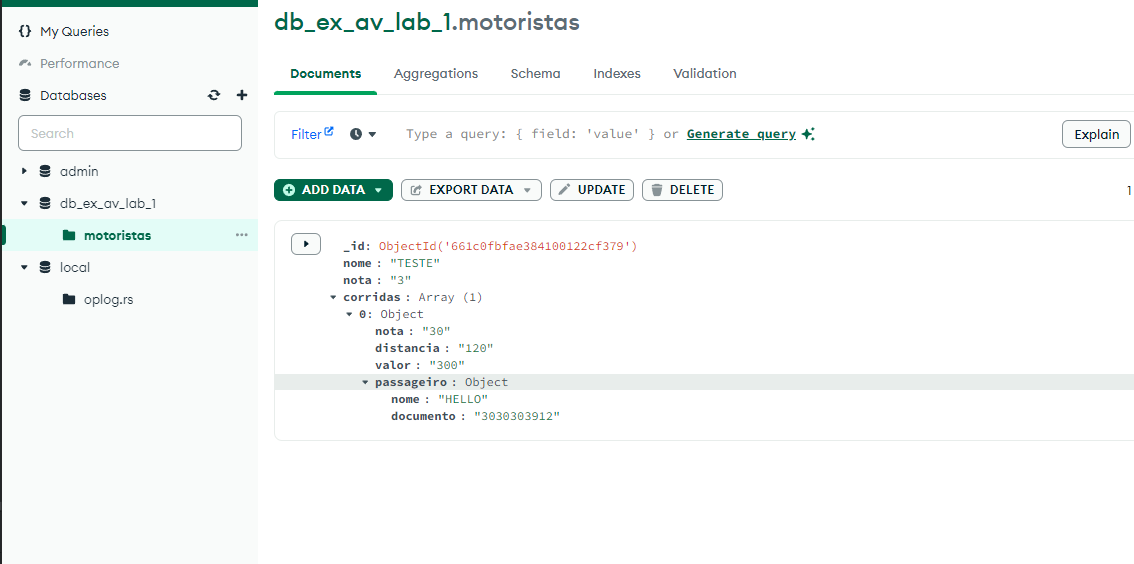 {} My Queries
Performance
Databases
Search
admin
db_ex_av_lab_1
motoristas
local
oplog.rs
db_ex_av_lab_1.motoristas
Documents Aggregations Schema Indexes Validation
Filter Type a query: { field: 'value' } or Generate query Explain
ADD DATA EXPORT DATA UPDATE DELETE 1
_id: ObjectId('661c0fbfae384100122cf379')
nome : "TESTE"
nota : "3"
corridas : Array (1)
0: Object
nota : "30"
distancia : "120"
valor : "300"
passageiro : Object
nome : "HELLO"
documento : "3030303912"